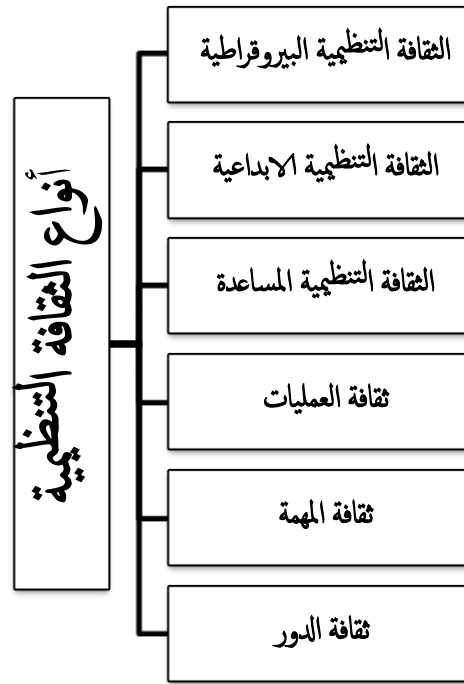 أنواع الثقافة التنظيمية
الثقافة التنظيمية البيروقراطية
الثقافة التنظيمية الابداعية
الثقافة التنظيمية المساعدة
ثقافة العمليات
ثقافة المهمة
ثقافة الدور